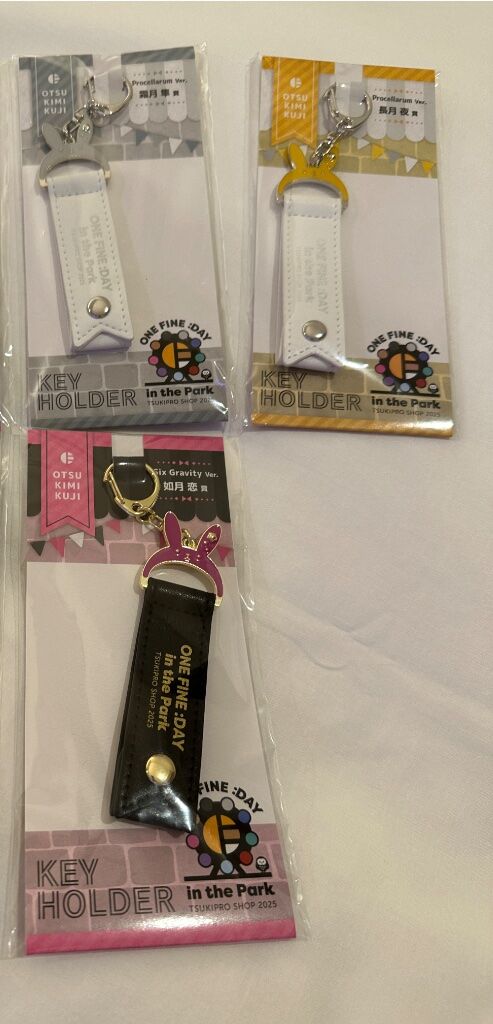 OTSU
KIMI
KUJI
Procellarum Ver.
霜月 隼 賞
ONE FINE :DAY
in the Park
TSUKIPRO SHOP 2025
ONE FINE :DAY
in the Park
TSUKIPRO SHOP 2025
KEY
HOLDER
OTSU
KIMI
KUJI
Procellarum Ver.
長月 夜 賞
ONE FINE :DAY
in the Park
ONE FINE :DAY
in the Park
TSUKIPRO SHOP 2025
KEY
HOLDER
OTSU
KIMI
KUJI
Six Gravity Ver.
如月 恋 賞
ONE FINE :DAY
in the Park
TSUKIPRO SHOP 2025
FINE :DAY
in the Park
TSUKIPRO SHOP 2025
KEY
HOLDER